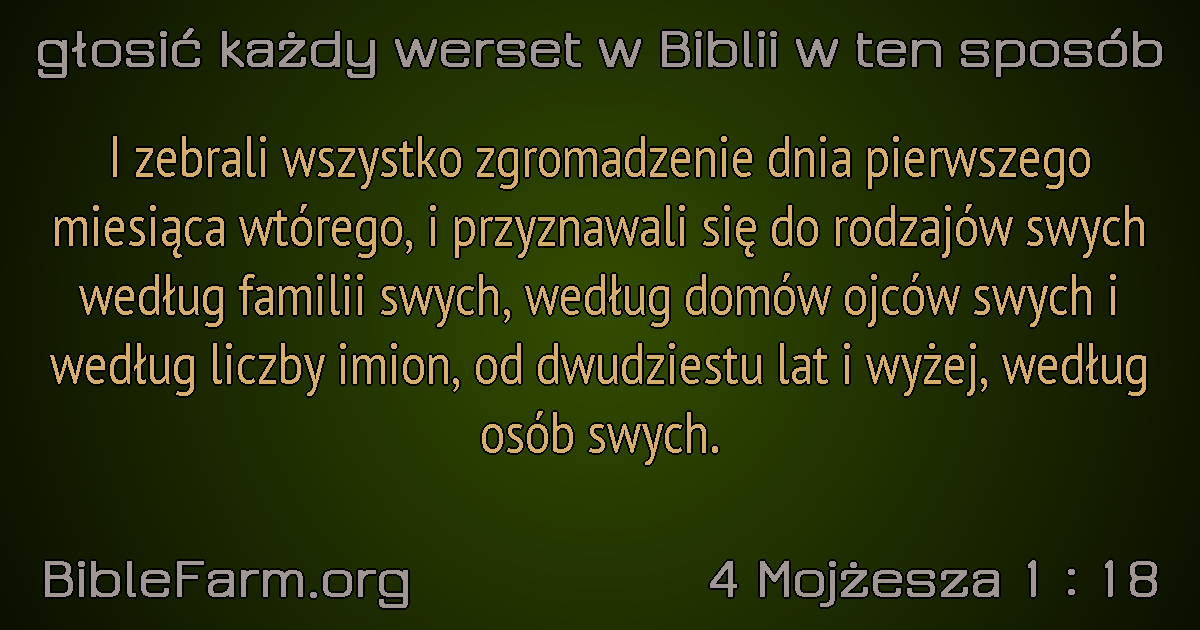 głosić każdy werset w Biblii w ten sposób
I zebrali wszystko zgromadzenie dnia pierwszego
miesiąca wtórego, i przyznawali się do rodzajów swych
według familii swych, według domów ojców swych i
według liczby imion, od dwudziestu lat i wyżej, według
osób swych.
BibleFarm.org
4 Mojżesza 1 : 18